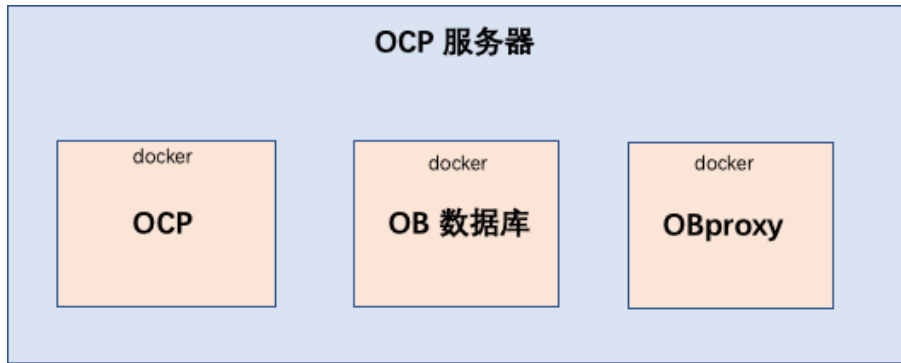 OCP 服务器
docker
OCP
docker
OB 数据库
docker
OBproxy